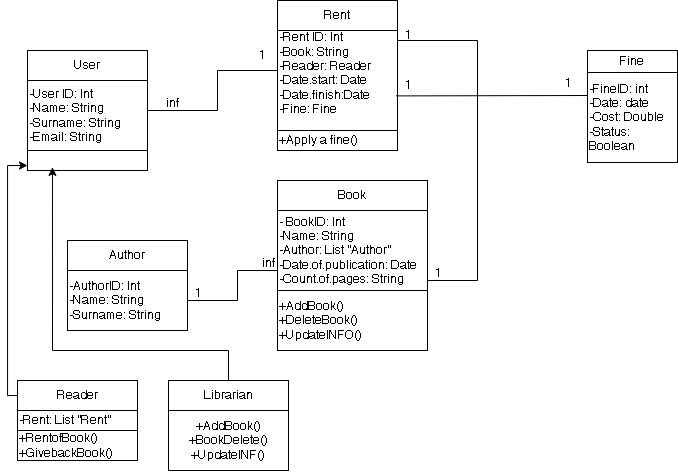 Rent
-Rent ID: Int
-Book: String
-Reader: Reader
-Date.start: Date
-Date.finish:Date
-Fine: Fine
+Apply a fine()
1
1
1
User
-User ID: Int
-Name: String
-Surname: String
-Email: String
inf
Fine
-FineID: int
-Date: date
-Cost: Double
-Status:
Boolean
1
Book
- BookID: Int
-Name: String
-Author: List "Author"
-Date.of.publication: Date
-Count.of.pages: String
+AddBook()
+DeleteBook()
+UpdateINFO()
inf
1
Author
-AuthorID: Int
-Name: String
-Surname: String
1
Reader
-Rent: List "Rent"
+RentofBook()
+GivebackBook()
Librarian
+AddBook()
+BookDelete()
+UpdateINF()